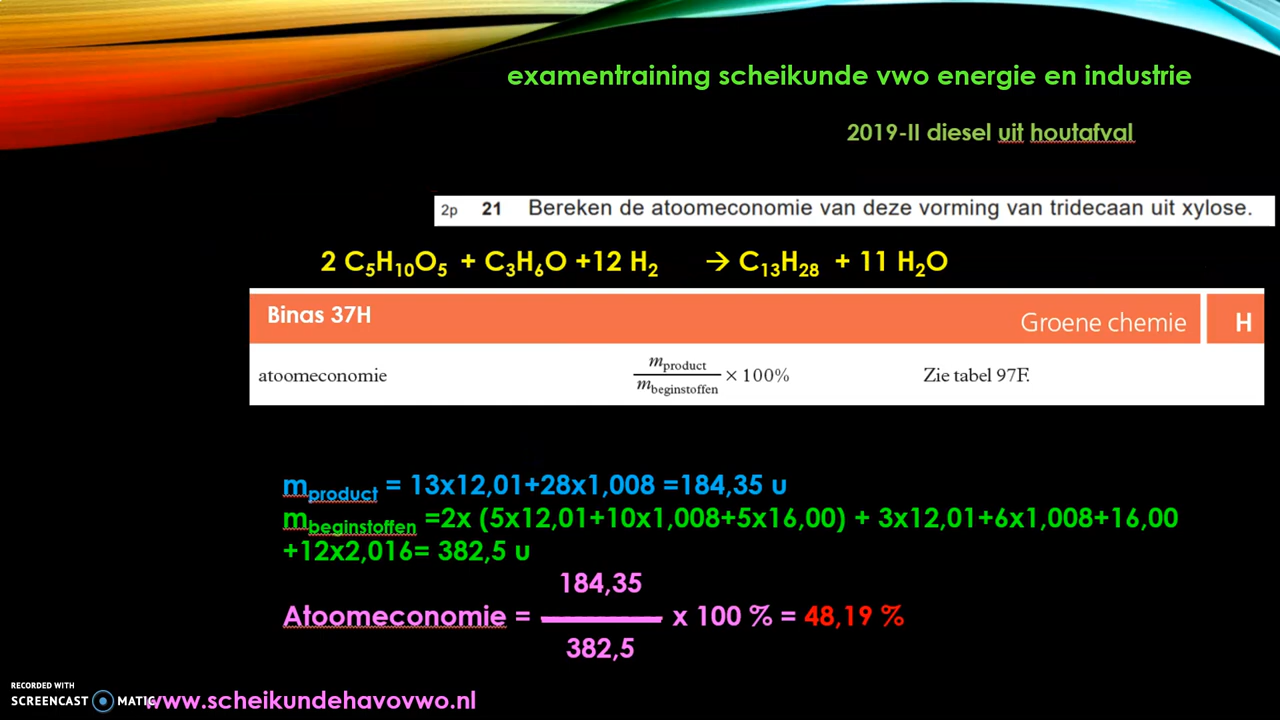 examentraining scheikunde vwo energie en industrie
2019-II diesel uit houtafval
2p 21 Bereken de atoomeconomie van deze vorming van tridecaan uit xylose.
2 C₅H₁₀O₅ + C₃H₆O +12 H₂ → C₁₃H₂₈ + 11 H₂O
Binas 37H
Groene chemie H
atoomeconomie m_product / m_beginstoffen × 100% Zie tabel 97F.
m_product = 13x12,01+28x1,008 =184,35 u
m_beginstoffen =2x (5x12,01+10x1,008+5x16,00) + 3x12,01+6x1,008+16,00
+12x2,016= 382,5 u
184,35
Atoomeconomie = x 100 % = 48,19 %
382,5
RECORDED WITH
SCREENCAST MATIC
www.scheikundehavovwo.nl